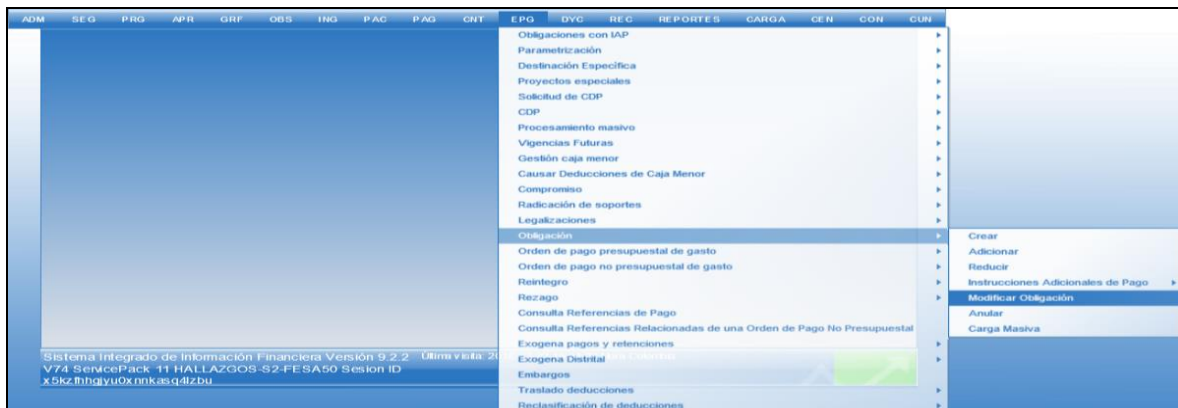 ADM SEG PRG APR GRF OBS ING PAC PAG CNT EPG DYC REC REPORTES CARGA CEN CON CUN
Obligaciones con IAP
Parametrización
Destinación Específica
Proyectos especiales
Solicitud de CDP
CDP
Procesamiento masivo
Vigencias Futuras
Gestión caja menor
Causar Deducciones de Caja Menor
Compromiso
Radicación de soportes
Legalizaciones
Obligación
Orden de pago presupuestal de gasto
Orden de pago no presupuestal de gasto
Reintegro
Rezago
Consulta Referencias de Pago
Consulta Referencias Relacionadas de una Orden de Pago No Presupuestal
Exogena pagos y retenciones
Exogena Distrital
Embargos
Traslado deducciones
Reclasificación de deducciones
Crear
Adicionar
Reducir
Instrucciones Adicionales de Pago
Modificar Obligación
Anular
Carga Masiva
Sistema Integrado de Información Financiera Versión 9.2.2 Última visita:
V74 ServicePack 11 HALLAZGOS-S2-FESA50 Sesion ID
x5kzfhhgjyu0xnnkasq4lzbu